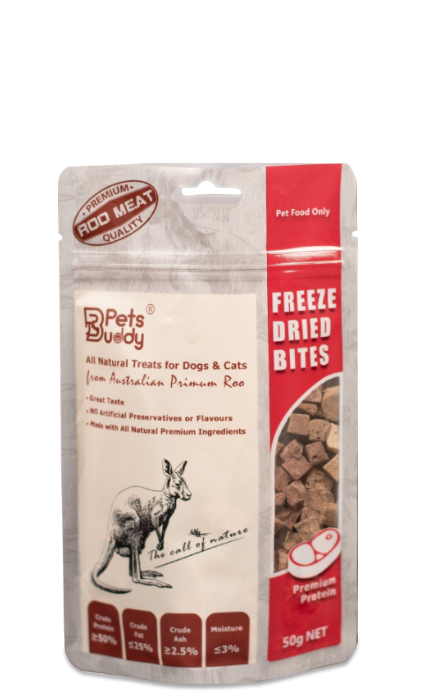 PREMIUM
ROO MEAT
QUALITY
Pet Food Only
Pets Buddy®
All Natural Treats for Dogs & Cats
from Australian Primum Roo
- Great Taste
- NO Artificial Preservatives or Flavours
- Made with All Natural Premium Ingredients
The call of nature
Crude
Protein
≥50%
Crude
Fat
≤25%
Crude
Ash
≥2.5%
Moisture
≤3%
FREEZE
DRIED
BITES
Premium
Protein
50g NET